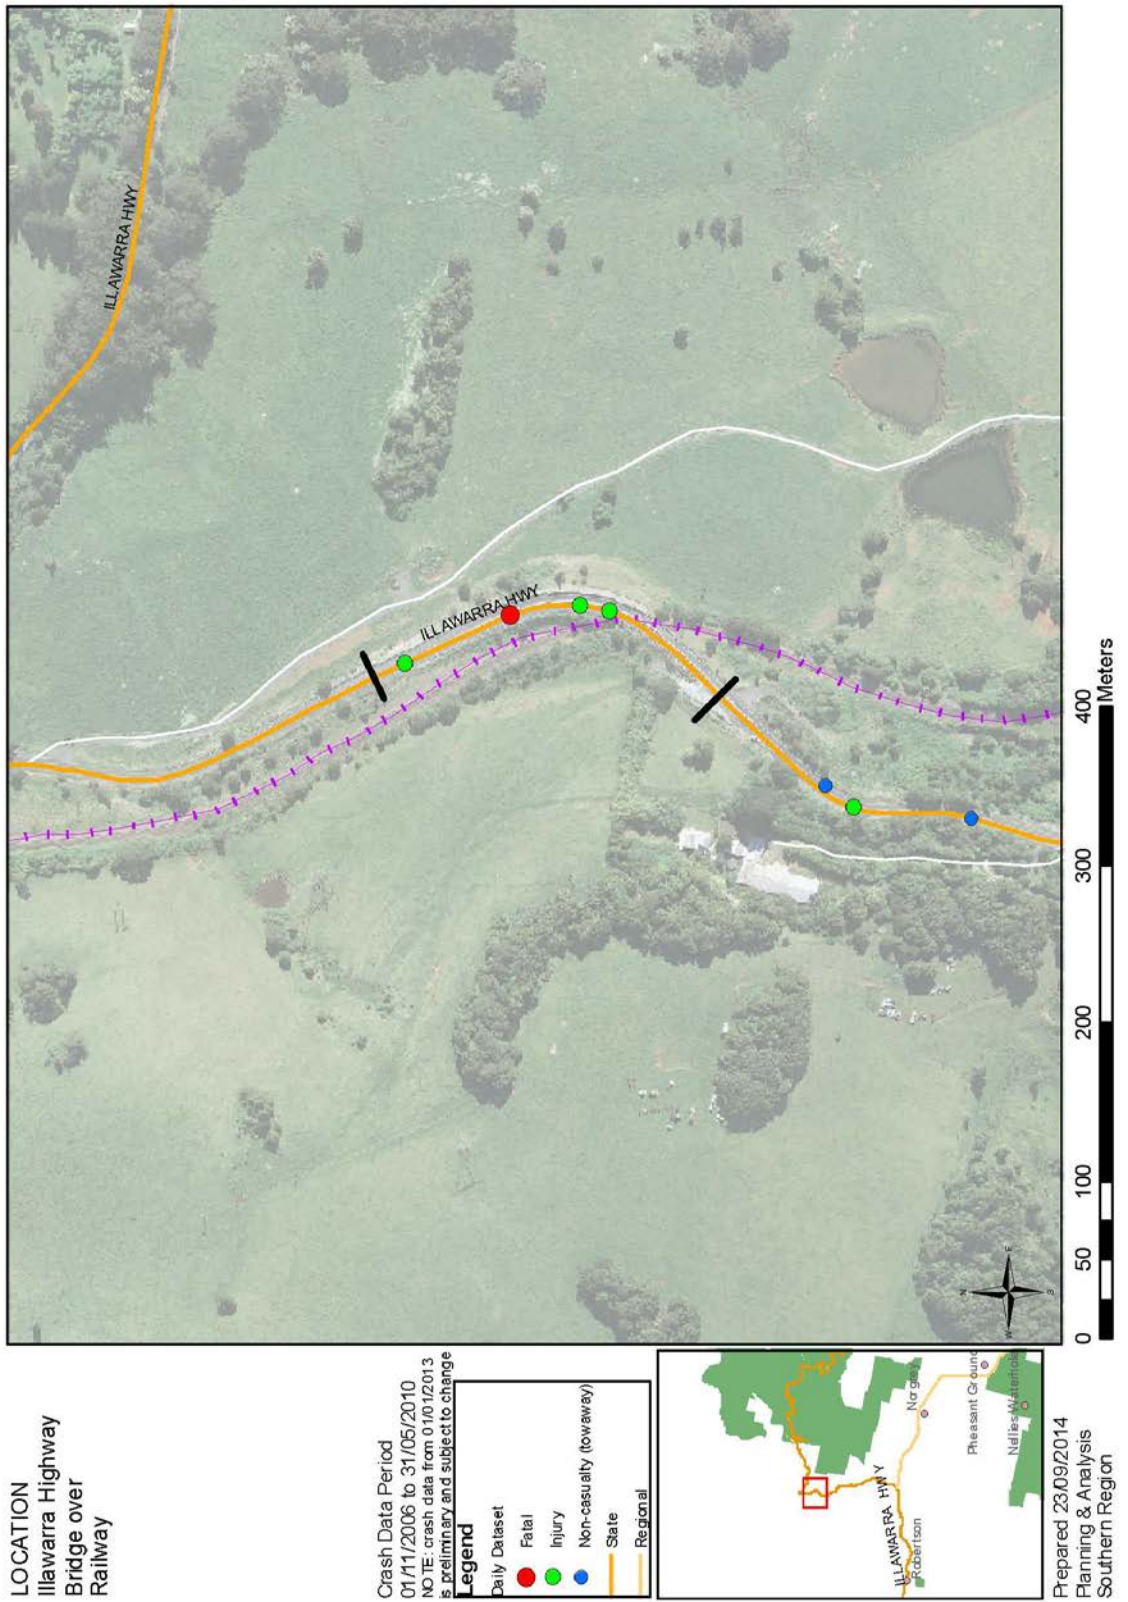 LOCATION
Illawarra Highway
Bridge over
Railway
Crash Data Period
01/11/2006 to 31/05/2010
NOTE: crash data from 01/01/2013
is preliminary and subject to change
Legend
Daily Dataset
Fatal
Injury
Non-casualty (towaway)
State
Regional
ILLAWARRA HWY
Robertson
Norgrey
Pheasant Ground
Nellies Waterhole
Prepared 23/09/2014
Planning & Analysis
Southern Region
ILLAWARRA HWY
ILLAWARRA HWY
N
E
S
W
0 50 100 200 300 400
Meters